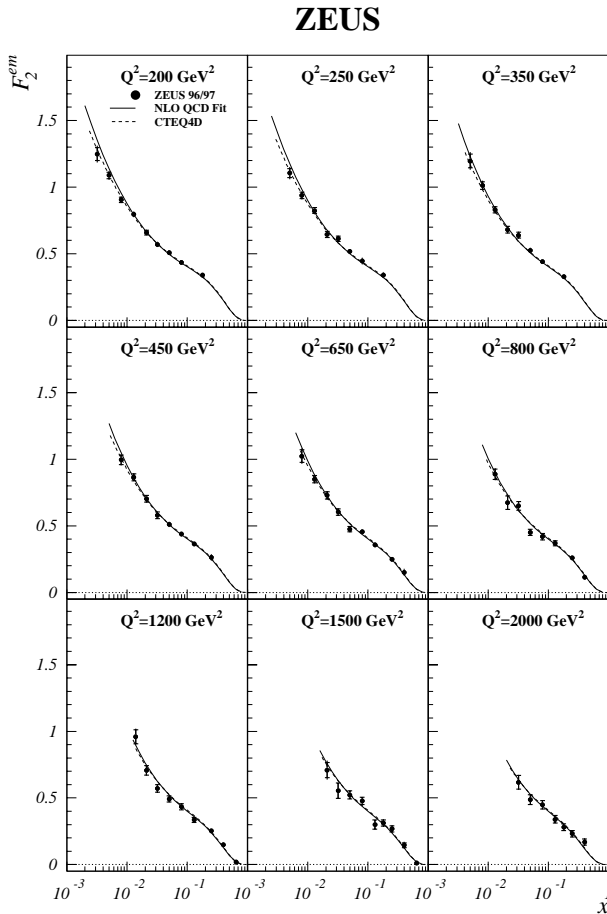 ZEUS
F₂ᵉᵐ
Q²=200 GeV²
Q²=250 GeV²
Q²=350 GeV²
ZEUS 96/97
NLO QCD Fit
CTEQ4D
1.5
1
0.5
0
Q²=450 GeV²
Q²=650 GeV²
Q²=800 GeV²
1.5
1
0.5
0
Q²=1200 GeV²
Q²=1500 GeV²
Q²=2000 GeV²
1.5
1
0.5
0
10⁻³ 10⁻² 10⁻¹ 10⁻³ 10⁻² 10⁻¹ 10⁻³ 10⁻² 10⁻¹
x